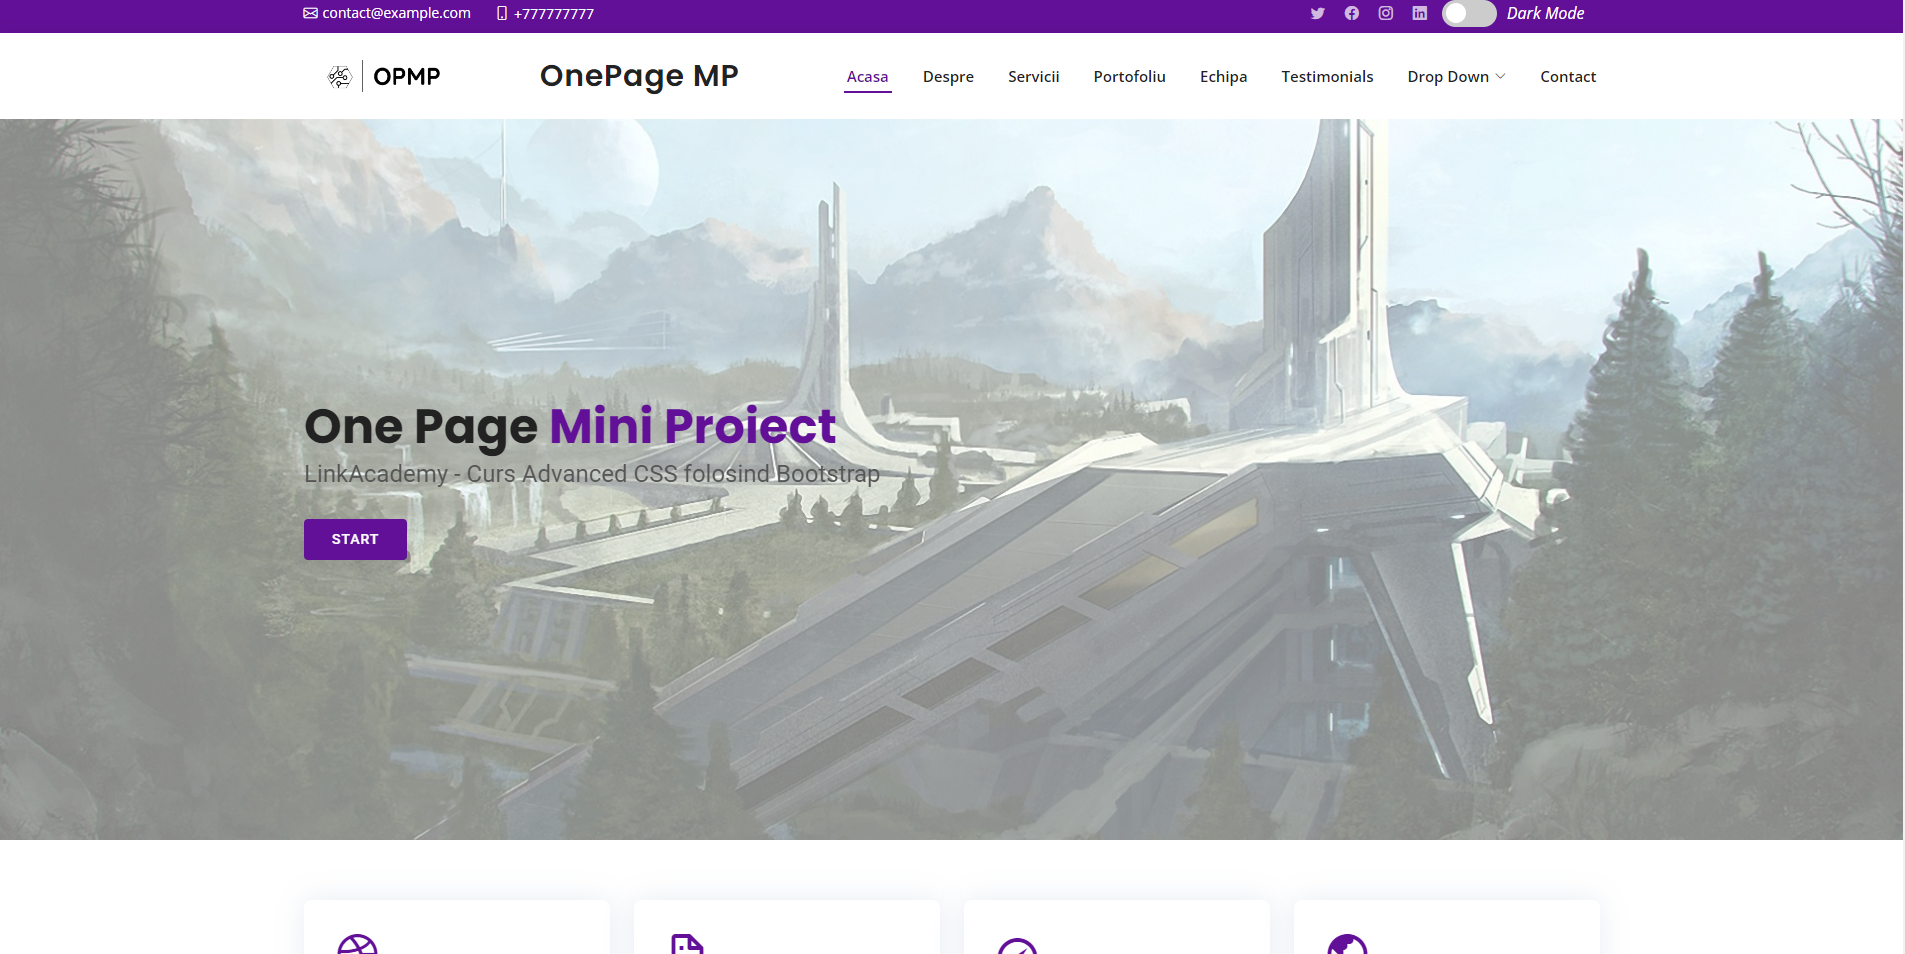 contact@example.com +777777777 Dark Mode
OPMP OnePage MP Acasa Despre Servicii Portofoliu Echipa Testimonials Drop Down Contact
One Page Mini Proiect
LinkAcademy - Curs Advanced CSS folosind Bootstrap
START